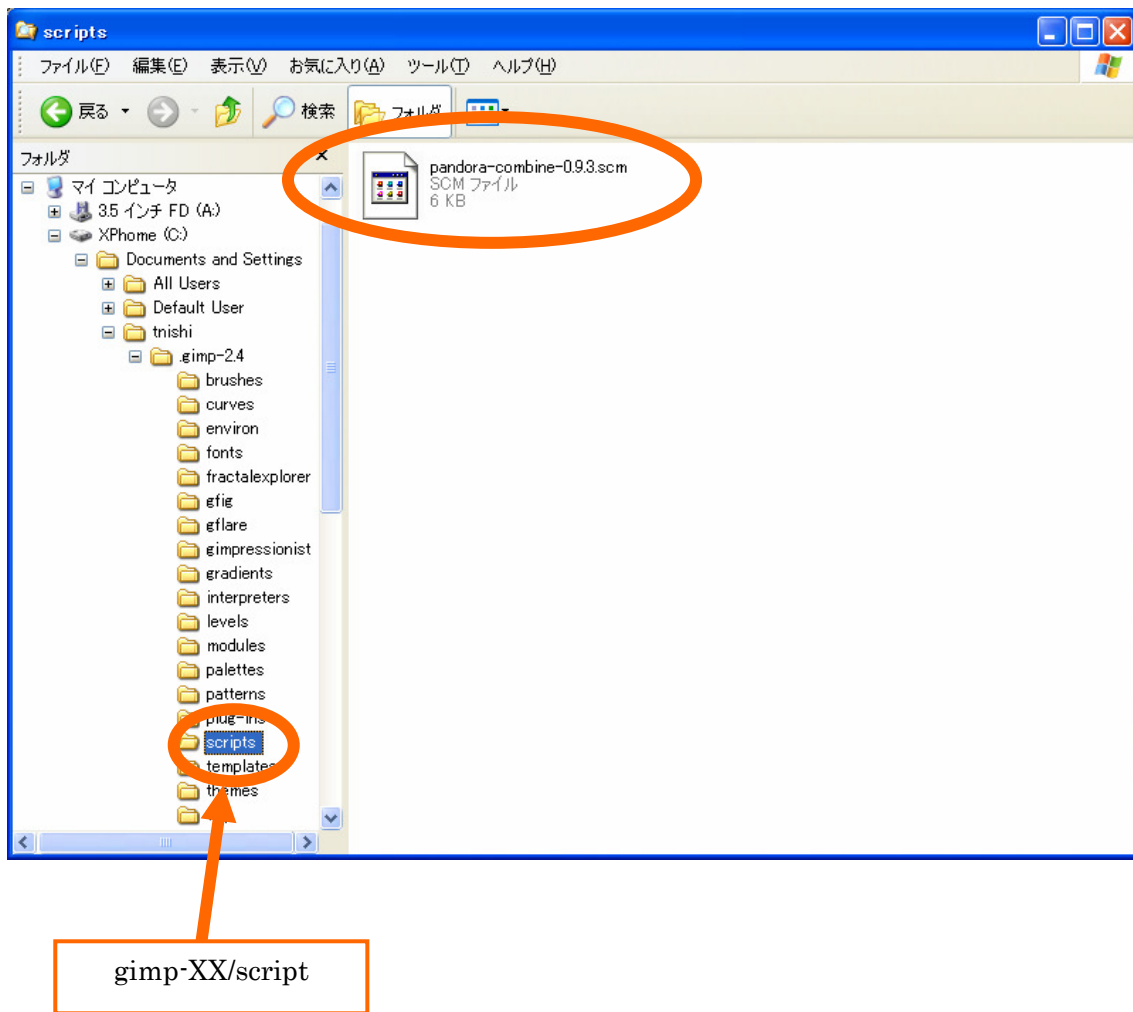 scripts
ファイル(F) 編集(E) 表示(V) お気に入り(A) ツール(T) ヘルプ(H)
戻る 検索 フォルダ
フォルダ
マイ コンピュータ
3.5 インチ FD (A:)
XPhome (C:)
Documents and Settings
All Users
Default User
tnishi
.gimp-2.4
brushes
curves
environ
fonts
fractalexplorer
gfig
gflare
gimpressionist
gradients
interpreters
levels
modules
palettes
patterns
plug-ins
scripts
templates
themes
pandora-combine-0.9.3.scm
SCM ファイル
6 KB
gimp-XX/script